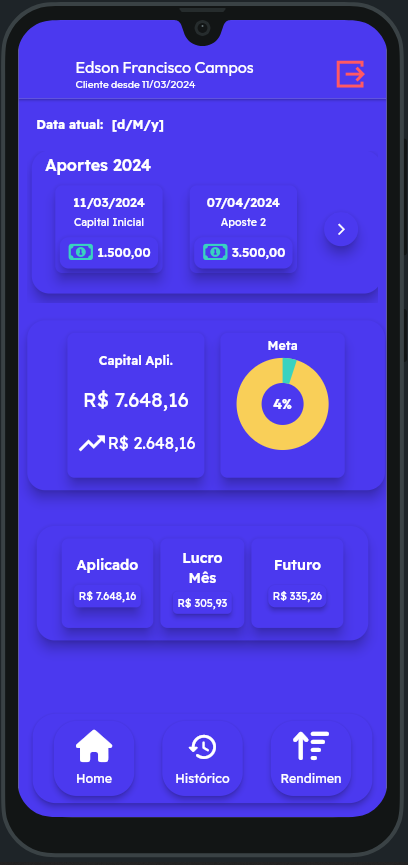 Edson Francisco Campos
Cliente desde 11/03/2024
Data atual: [d/M/y]
Aportes 2024
11/03/2024
Capital Inicial
1.500,00
07/04/2024
Aposte 2
3.500,00
Capital Apli.
R$ 7.648,16
R$ 2.648,16
Meta
4%
Aplicado
R$ 7.648,16
Lucro
Mês
R$ 305,93
Futuro
R$ 335,26
Home
Histórico
Rendimen